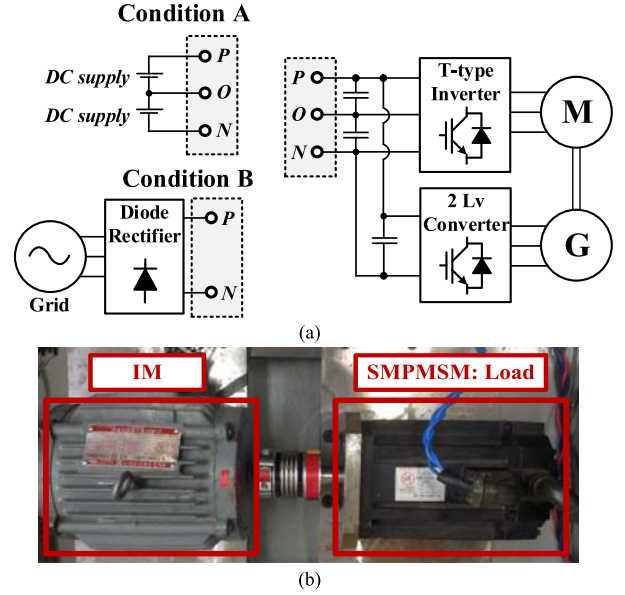 Condition A
DC supply
DC supply
P
O
N
Condition B
Grid
Diode
Rectifier
P
N
P
O
N
T-type
Inverter
M
2 Lv
Converter
G
(a)
IM
SMPMSM: Load
(b)